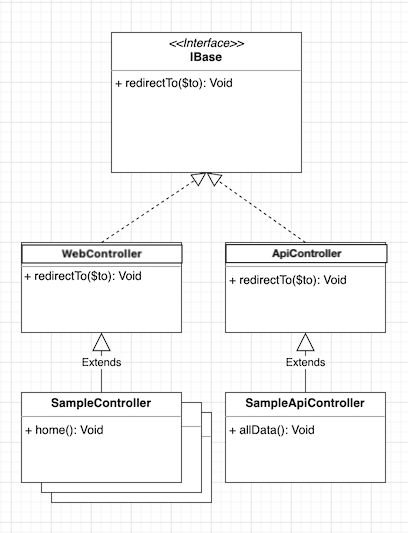 <<Interface>>
IBase
+ redirectTo($to): Void
WebController
+ redirectTo($to): Void
ApiController
+ redirectTo($to): Void
Extends
Extends
SampleController
+ home(): Void
SampleApiController
+ allData(): Void